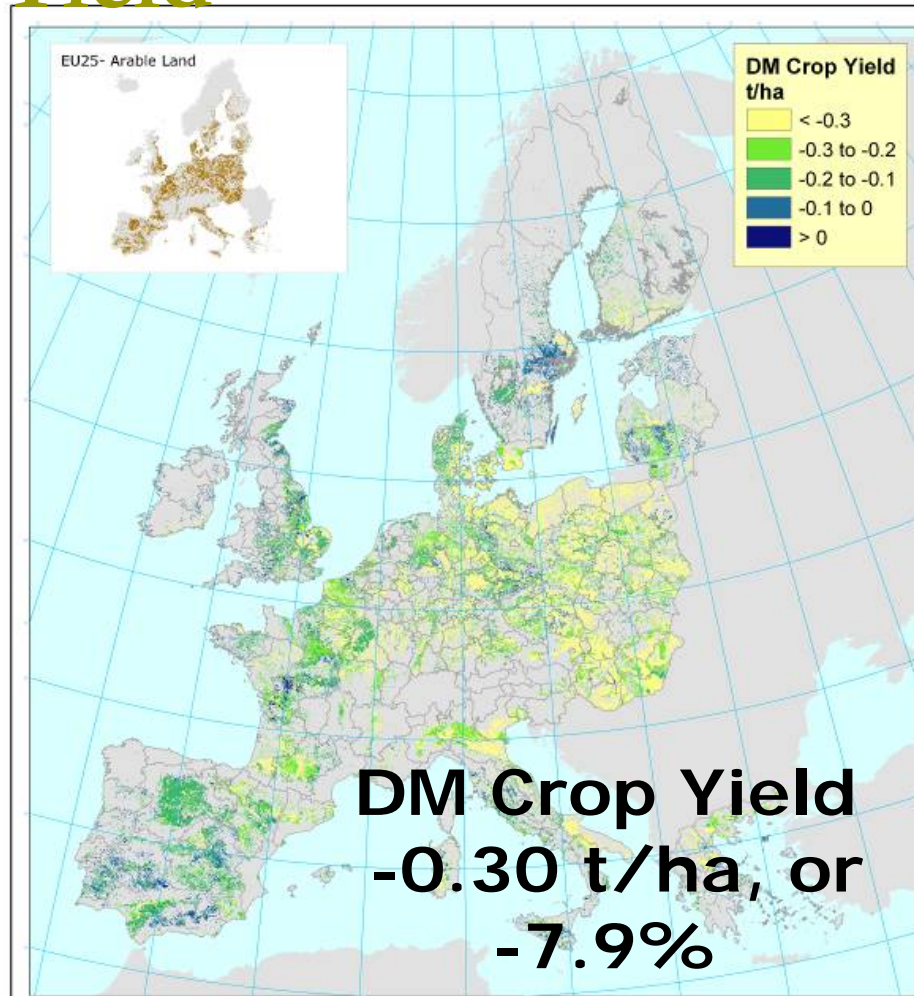 Yield
EU25- Arable Land
DM Crop Yield
t/ha
< -0.3
-0.3 to -0.2
-0.2 to -0.1
-0.1 to 0
> 0
DM Crop Yield
-0.30 t/ha, or
-7.9%